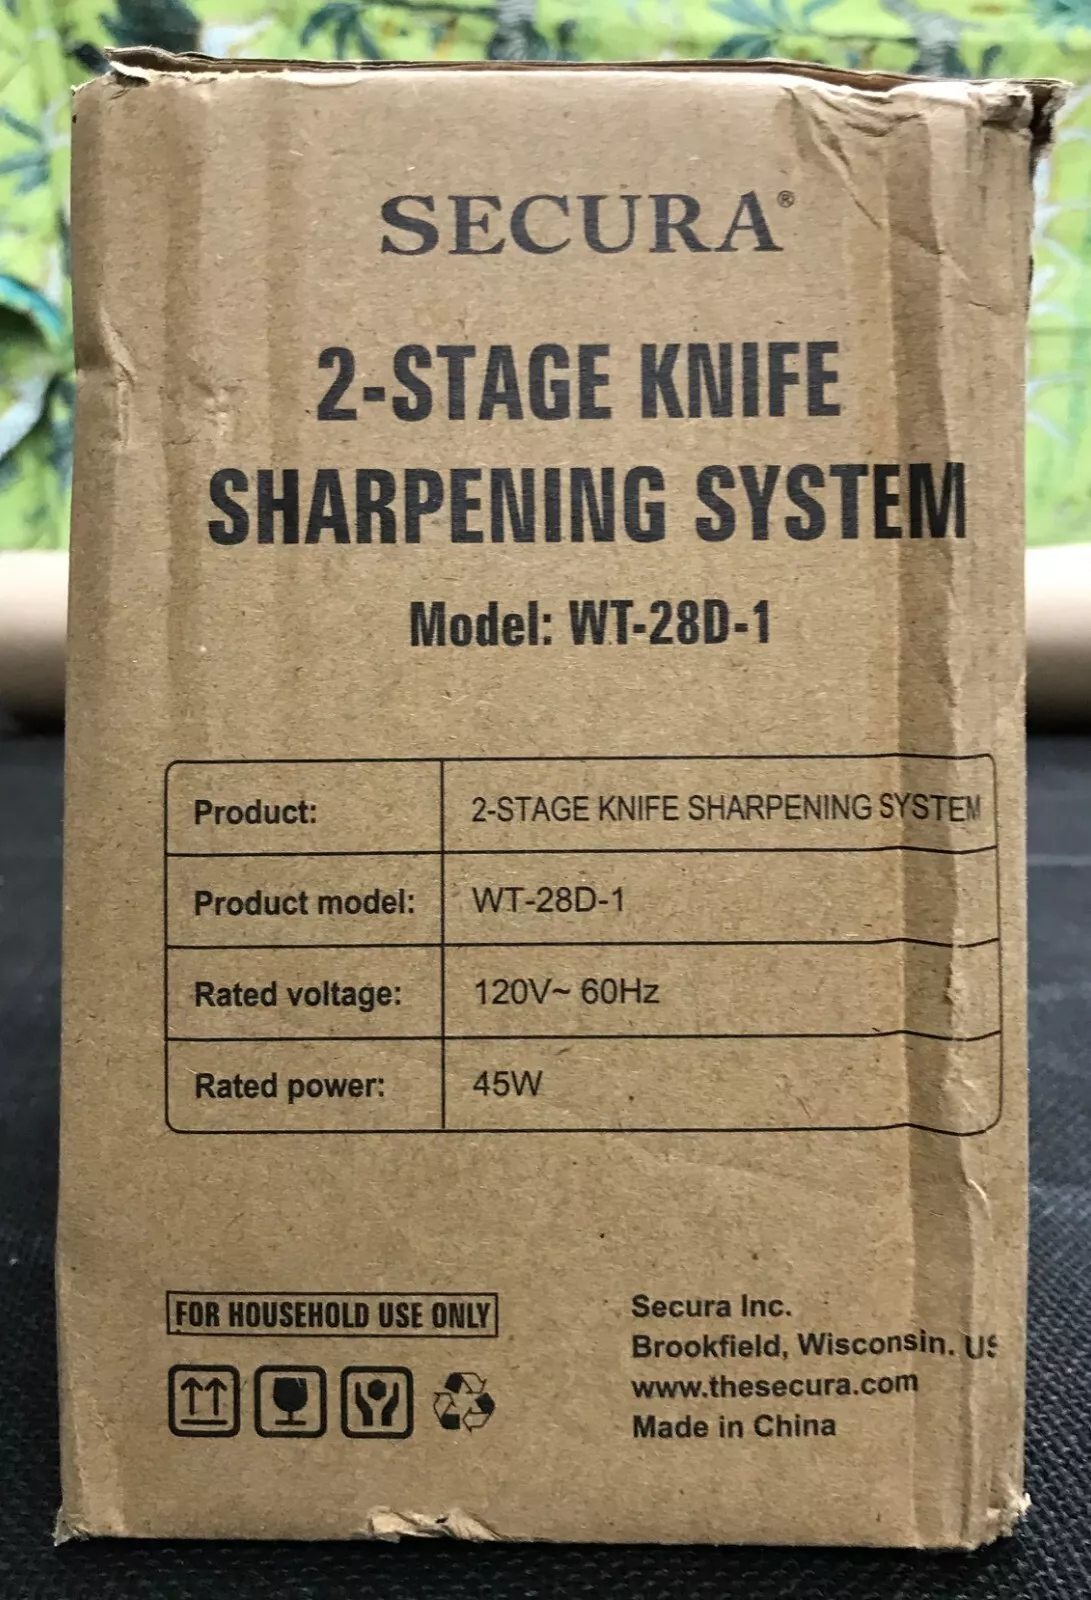 SECURA®
2-STAGE KNIFE
SHARPENING SYSTEM
Model: WT-28D-1
Product: 2-STAGE KNIFE SHARPENING SYSTEM
Product model: WT-28D-1
Rated voltage: 120V~ 60Hz
Rated power: 45W
FOR HOUSEHOLD USE ONLY
Secura Inc.
Brookfield, Wisconsin. US
www.thesecura.com
Made in China